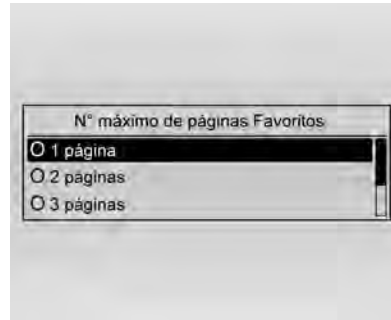 N° máximo de páginas Favoritos
O 1 página
O 2 páginas
O 3 páginas